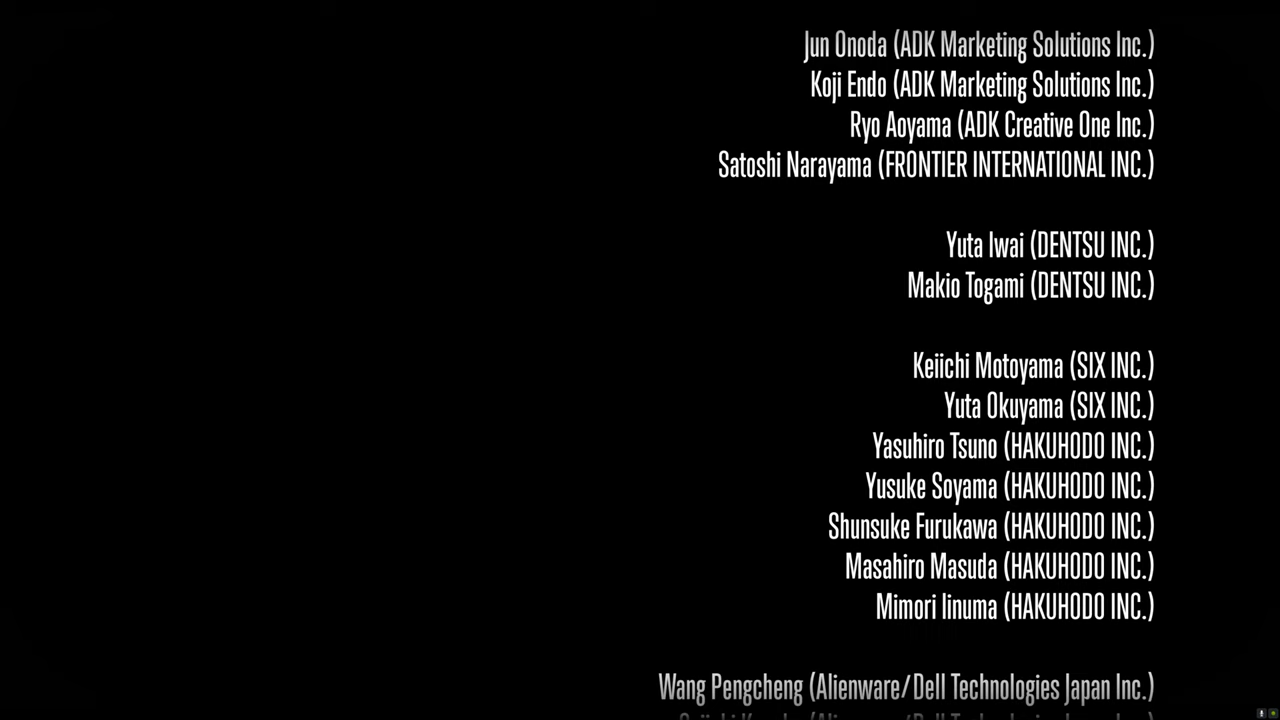 Jun Onoda (ADK Marketing Solutions Inc.)
Koji Endo (ADK Marketing Solutions Inc.)
Ryo Aoyama (ADK Creative One Inc.)
Satoshi Narayama (FRONTIER INTERNATIONAL INC.)
Yuta Iwai (DENTSU INC.)
Makio Togami (DENTSU INC.)
Keiichi Motoyama (SIX INC.)
Yuta Okuyama (SIX INC.)
Yasuhiro Tsuno (HAKUHODO INC.)
Yusuke Soyama (HAKUHODO INC.)
Shunsuke Furukawa (HAKUHODO INC.)
Masahiro Masuda (HAKUHODO INC.)
Mimori Iinuma (HAKUHODO INC.)
Wang Pengcheng (Alienware/Dell Technologies Japan Inc.)